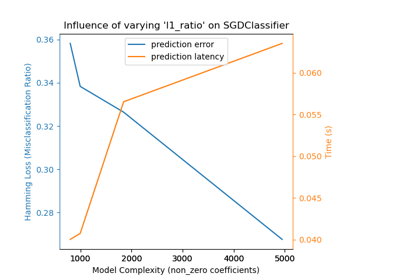 Influence of varying 'l1_ratio' on SGDClassifier
prediction error
prediction latency
Hamming Loss (Misclassification Ratio)
0.36
0.34
0.32
0.30
0.28
0.060
0.055
0.050
0.045
0.040
Time (s)
1000 2000 3000 4000 5000
Model Complexity (non_zero coefficients)